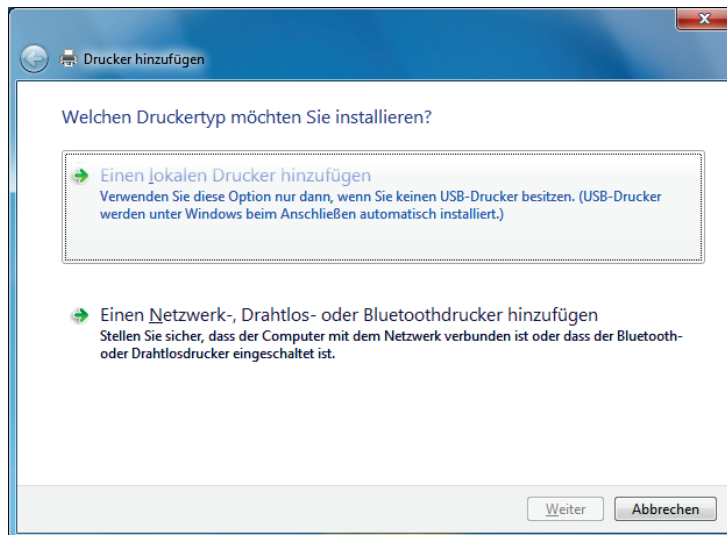 Drucker hinzufügen
Welchen Druckertyp möchten Sie installieren?
Einen lokalen Drucker hinzufügen
Verwenden Sie diese Option nur dann, wenn Sie keinen USB-Drucker besitzen. (USB-Drucker
werden unter Windows beim Anschließen automatisch installiert.)
Einen Netzwerk-, Drahtlos- oder Bluetoothdrucker hinzufügen
Stellen Sie sicher, dass der Computer mit dem Netzwerk verbunden ist oder dass der Bluetooth-
oder Drahtlosdrucker eingeschaltet ist.
Weiter Abbrechen